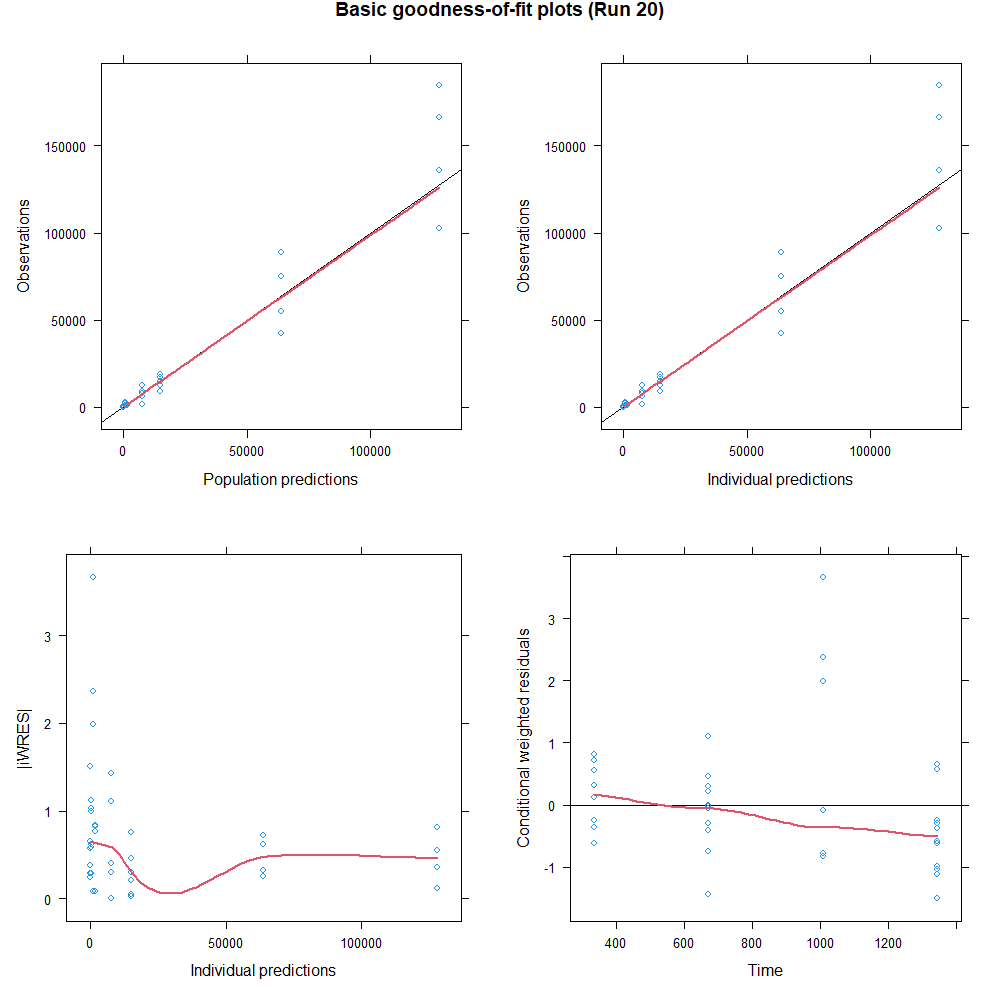 Basic goodness-of-fit plots (Run 20)
Observations
150000
100000
50000
0
0 50000 100000
Population predictions
Observations
150000
100000
50000
0
0 50000 100000
Individual predictions
|iWRES|
3
2
1
0
0 50000 100000
Individual predictions
Conditional weighted residuals
3
2
1
0
-1
400 600 800 1000 1200
Time